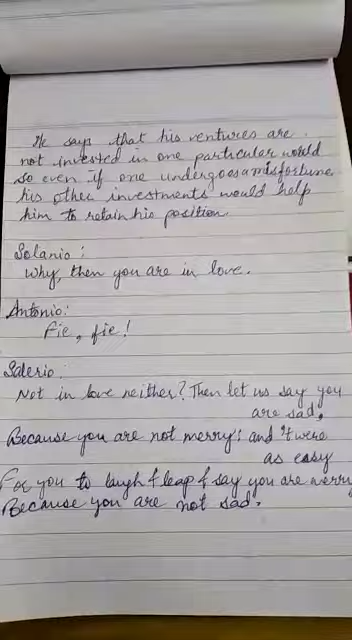 He says that his ventures are
not invested in one particular world
so even if one undergoes a misfortune
his other investments would help
him to retain his position.
Solanio:
Why, then you are in love.
Antonio:
Fie, fie!
Salerio:
Not in love neither? Then let us say you
are sad,
Because you are not merry: and 't were
as easy
For you to laugh & leap & say you are merry
Because you are not sad.